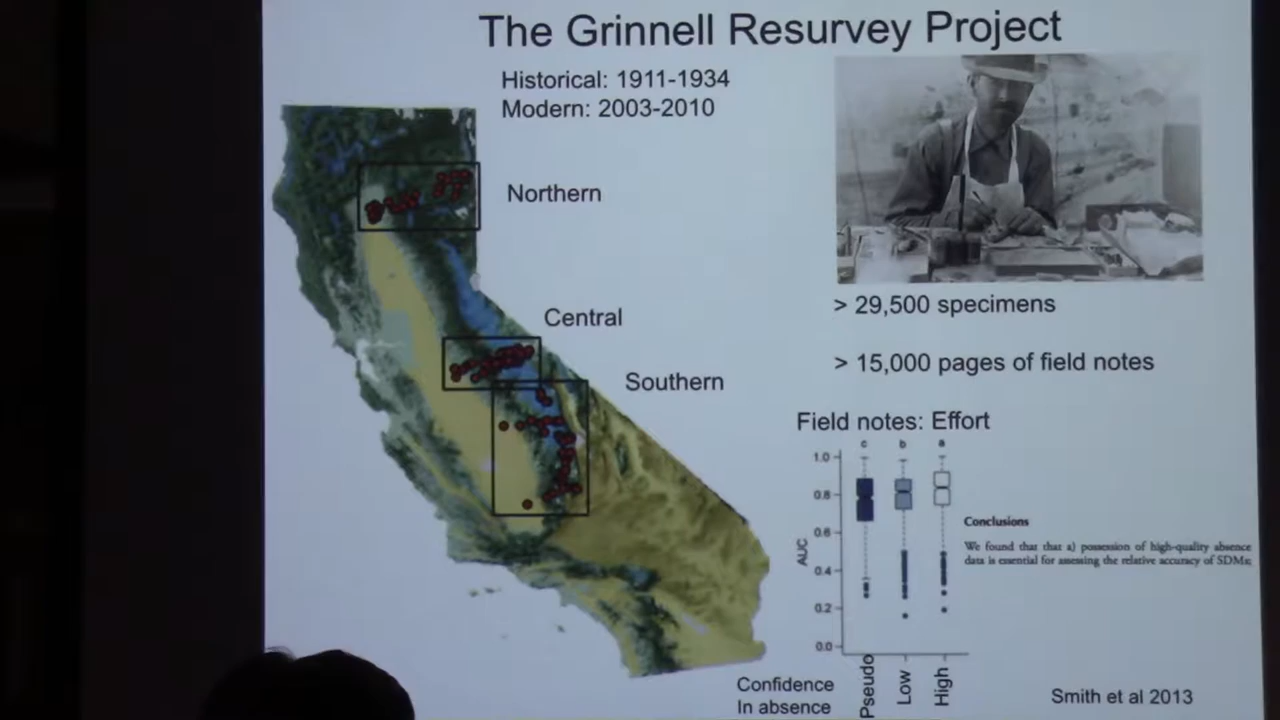 The Grinnell Resurvey Project
Historical: 1911-1934
Modern: 2003-2010
Northern
Central
Southern
> 29,500 specimens
> 15,000 pages of field notes
Field notes: Effort
c b a
1.0
0.8
0.6
0.4
0.2
0.0
AUC
Conclusions
We found that that a) possession of high-quality absence
data is essential for assessing the relative accuracy of SDMs;
Confidence
In absence
Pseudo
Low
High
Smith et al 2013